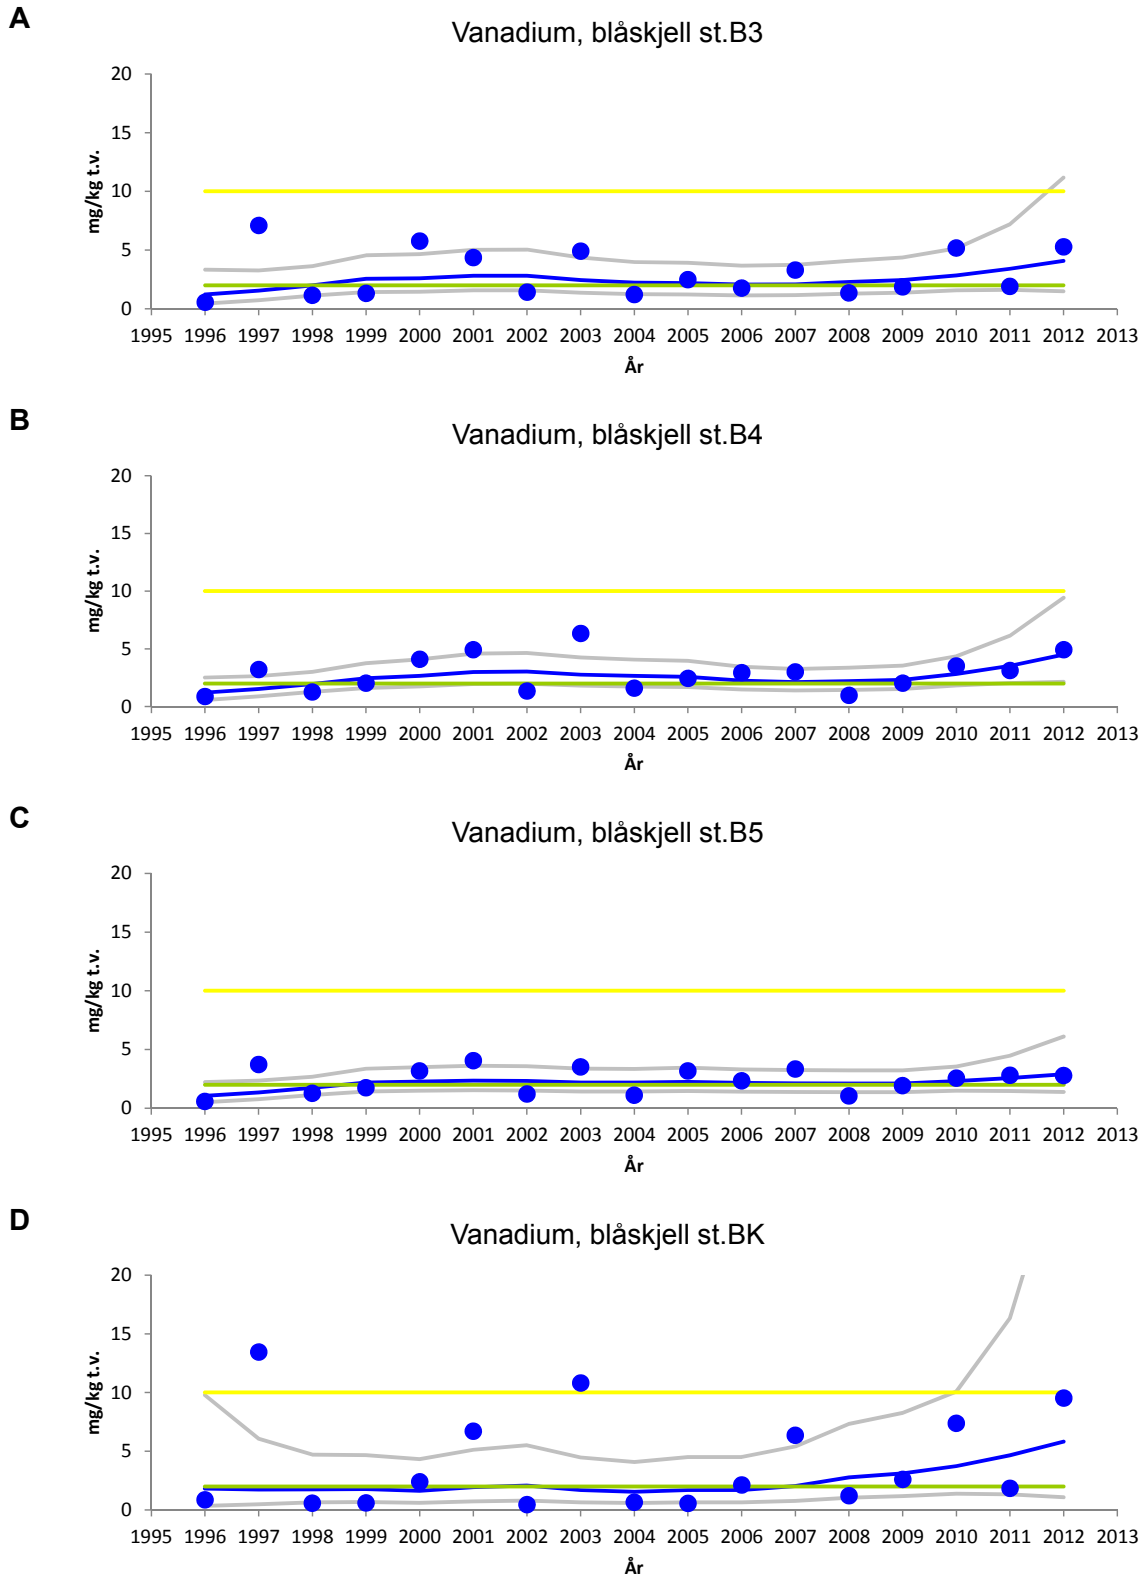 A
Vanadium, blåskjell st.B3
20
15
10
5
0
mg/kg t.v.
1995 1996 1997 1998 1999 2000 2001 2002 2003 2004 2005 2006 2007 2008 2009 2010 2011 2012 2013
År
B
Vanadium, blåskjell st.B4
20
15
10
5
0
mg/kg t.v.
1995 1996 1997 1998 1999 2000 2001 2002 2003 2004 2005 2006 2007 2008 2009 2010 2011 2012 2013
År
C
Vanadium, blåskjell st.B5
20
15
10
5
0
mg/kg t.v.
1995 1996 1997 1998 1999 2000 2001 2002 2003 2004 2005 2006 2007 2008 2009 2010 2011 2012 2013
År
D
Vanadium, blåskjell st.BK
20
15
10
5
0
mg/kg t.v.
1995 1996 1997 1998 1999 2000 2001 2002 2003 2004 2005 2006 2007 2008 2009 2010 2011 2012 2013
År